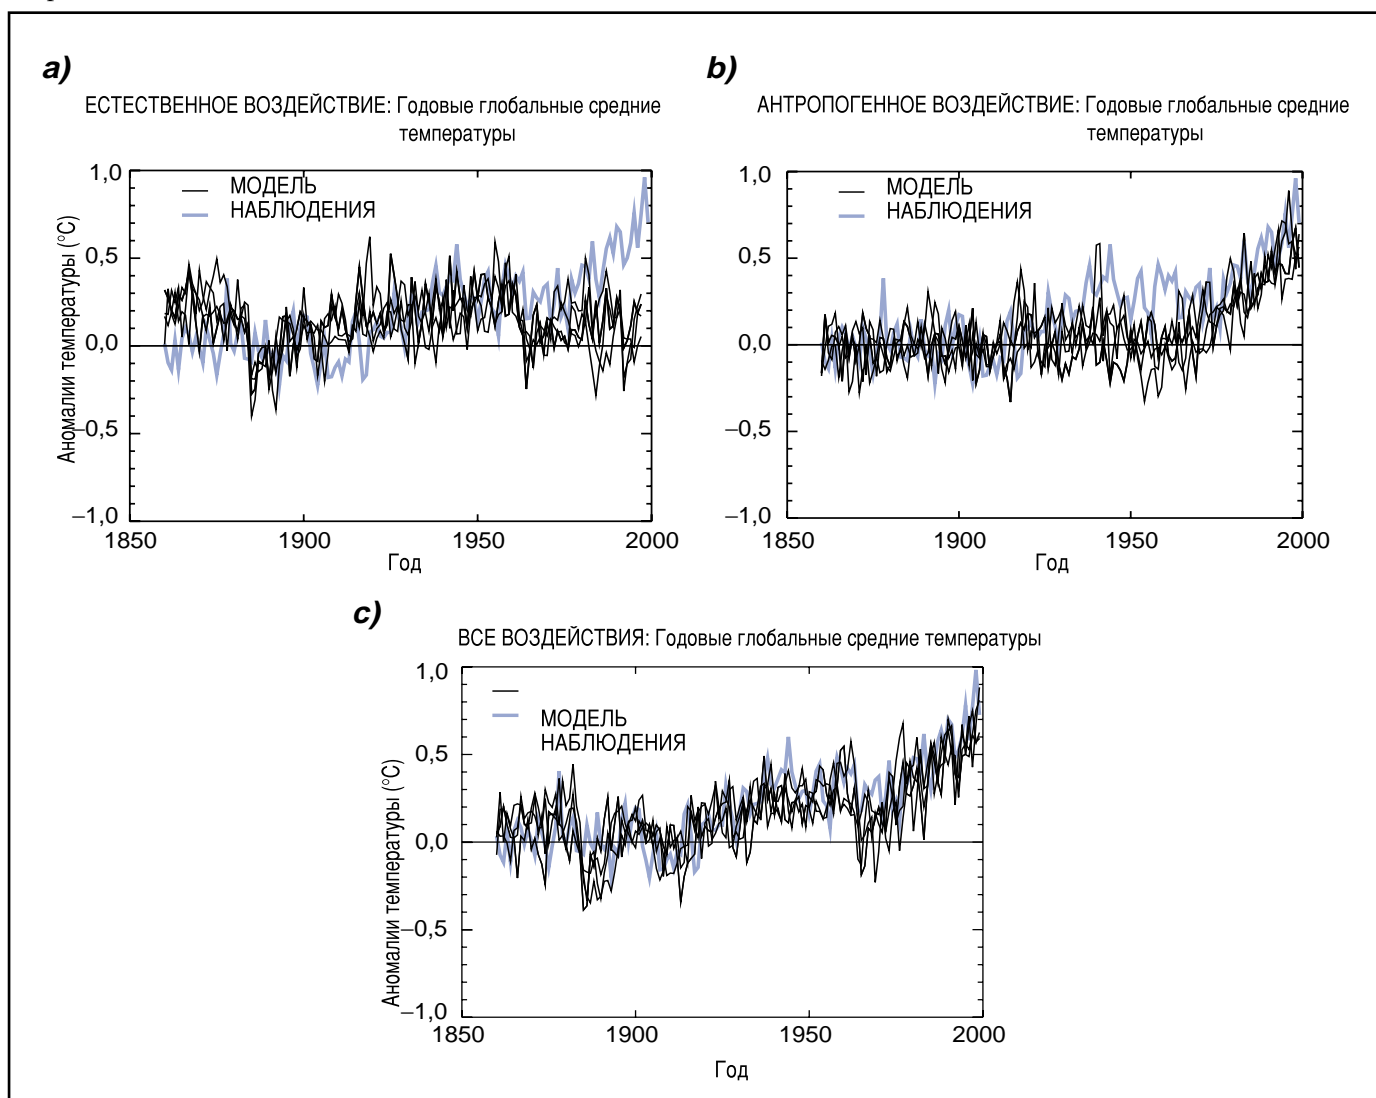 a)
ЕСТЕСТВЕННОЕ ВОЗДЕЙСТВИЕ: Годовые глобальные средние
температуры
1,0
0,5
0,0
–0,5
–1,0
МОДЕЛЬ
НАБЛЮДЕНИЯ
Аномалии температуры (°C)
1850
1900
1950
2000
Год
b)
АНТРОПОГЕННОЕ ВОЗДЕЙСТВИЕ: Годовые глобальные средние
температуры
1,0
0,5
0,0
–0,5
–1,0
МОДЕЛЬ
НАБЛЮДЕНИЯ
1850
1900
1950
2000
Год
c)
ВСЕ ВОЗДЕЙСТВИЯ: Годовые глобальные средние температуры
1,0
0,5
0,0
–0,5
–1,0
МОДЕЛЬ
НАБЛЮДЕНИЯ
Аномалии температуры (°C)
1850
1900
1950
2000
Год